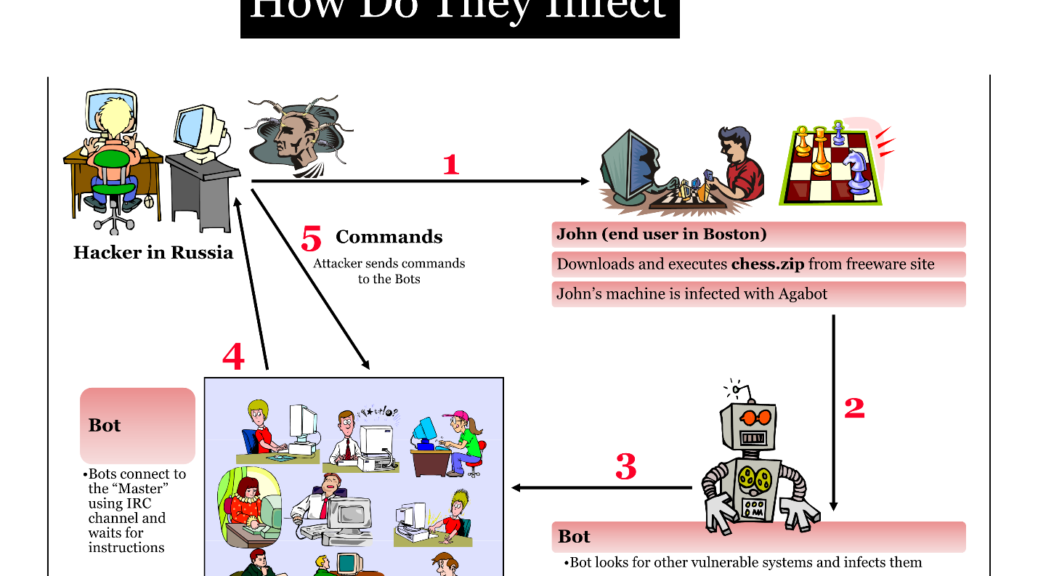 How Do They Infect
1
Hacker in Russia
5 Commands
Attacker sends commands
to the Bots
John (end user in Boston)
Downloads and executes chess.zip from freeware site
John’s machine is infected with Agabot
4
2
Bot
•Bots connect to
the “Master”
using IRC
channel and
waits for
instructions
3
Bot
•Bot looks for other vulnerable systems and infects them